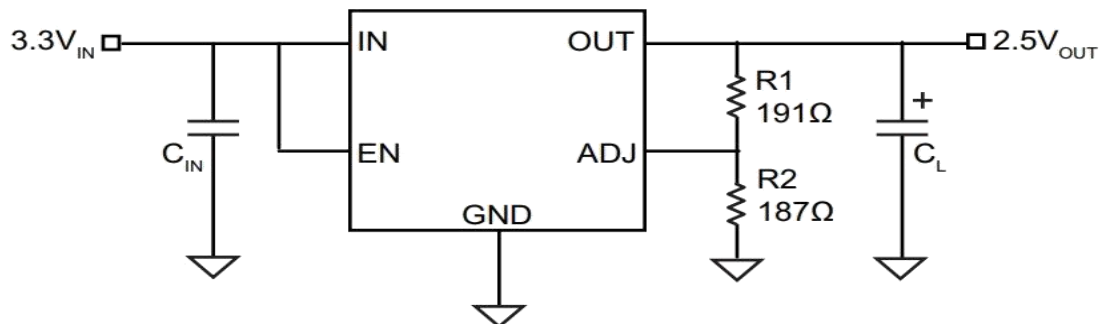 3.3V_IN
IN
OUT
2.5V_OUT
R1
191Ω
C_IN
EN
ADJ
C_L
+
R2
187Ω
GND